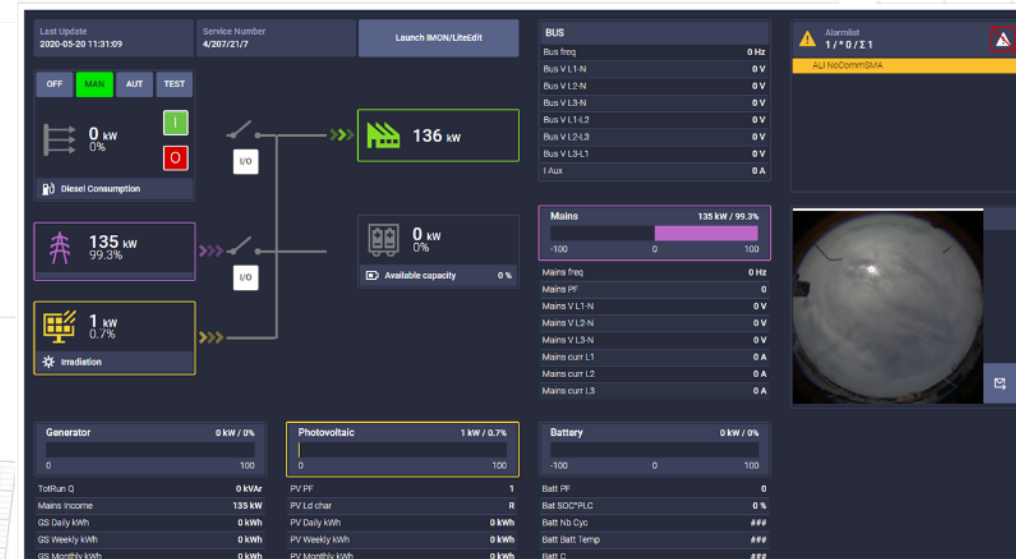 Last Update
2020-05-20 11:31:09
Service Number
4/207/21/7
Launch IMON/LiteEdit
OFF MAN AUT TEST
0 kW
0%
I
O
Diesel Consumption
I/O
136 kW
135 kW
99.3%
I/O
0 kW
0%
Available capacity 0 %
1 kW
0.7%
Irradiation
BUS
Bus freq 0 Hz
Bus V L1-N 0 V
Bus V L2-N 0 V
Bus V L3-N 0 V
Bus V L1-L2 0 V
Bus V L2-L3 0 V
Bus V L3-L1 0 V
I Aux 0 A
Mains 135 kW / 99.3%
-100 0 100
Mains freq 0 Hz
Mains PF 0
Mains V L1-N 0 V
Mains V L2-N 0 V
Mains V L3-N 0 V
Mains curr L1 0 A
Mains curr L2 0 A
Mains curr L3 0 A
Alarmlist
1/*0/Σ1
ALI NoCommSMA
Generator 0 kW / 0%
0 100
TotRun Q 0 kVAr
Mains Income 135 kW
GS Daily kWh 0 kWh
GS Weekly kWh 0 kWh
GS Monthly kWh 0 kWh
Photovoltaic 1 kW / 0.7%
0 100
PV PF 1
PV Ld char R
PV Daily kWh 0 kWh
PV Weekly kWh 0 kWh
PV Monthly kWh 0 kWh
Battery 0 kW / 0%
-100 0 100
Batt PF 0
Bat SOC*PLC 0 %
Batt Nb Cyc ###
Batt Batt Temp ###
Batt C ###